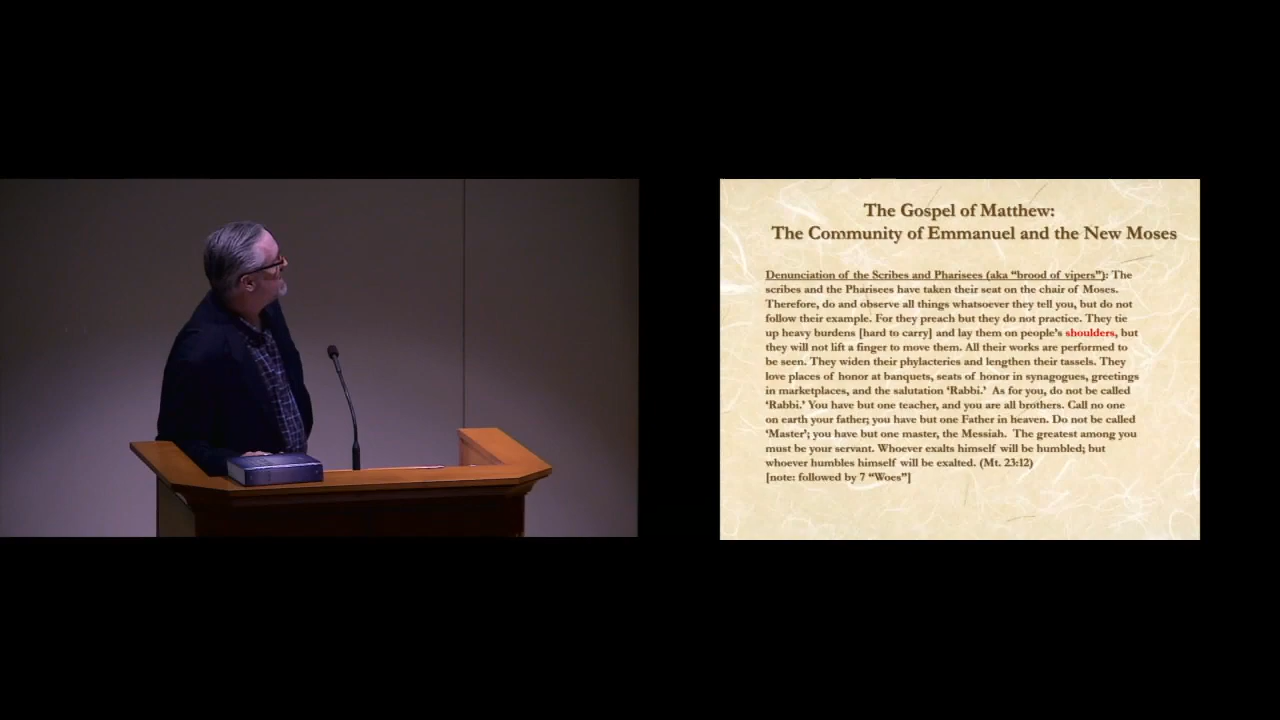 The Gospel of Matthew:
The Community of Emmanuel and the New Moses
Denunciation of the Scribes and Pharisees (aka “brood of vipers”): The
scribes and the Pharisees have taken their seat on the chair of Moses.
Therefore, do and observe all things whatsoever they tell you, but do not
follow their example. For they preach but they do not practice. They tie
up heavy burdens [hard to carry] and lay them on people’s shoulders, but
they will not lift a finger to move them. All their works are performed to
be seen. They widen their phylacteries and lengthen their tassels. They
love places of honor at banquets, seats of honor in synagogues, greetings
in marketplaces, and the salutation ‘Rabbi.’ As for you, do not be called
‘Rabbi.’ You have but one teacher, and you are all brothers. Call no one
on earth your father; you have but one Father in heaven. Do not be called
‘Master’; you have but one master, the Messiah. The greatest among you
must be your servant. Whoever exalts himself will be humbled; but
whoever humbles himself will be exalted. (Mt. 23:12)
[note: followed by 7 “Woes”]